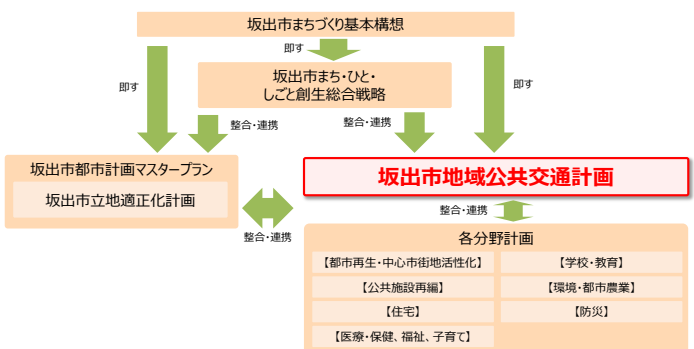 坂出市まちづくり基本構想
即す
坂出市まち・ひと・
しごと創生総合戦略
即す
即す
整合・連携
整合・連携
坂出市都市計画マスタープラン
坂出市立地適正化計画
坂出市地域公共交通計画
整合・連携
整合・連携
各分野計画
【都市再生・中心市街地活性化】
【学校・教育】
【公共施設再編】
【環境・都市農業】
【住宅】
【防災】
【医療・保健、福祉、子育て】